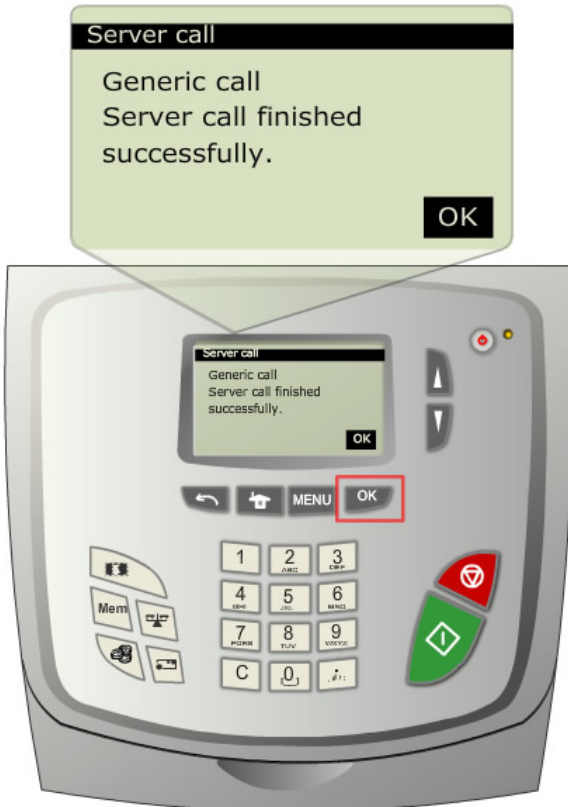 Server call
Generic call
Server call finished
successfully.
OK
Server call
Generic call
Server call finished
successfully.
OK
MENU
OK
1
2
ABC
3
DEF
Mem
4
GHI
5
JKL
6
MNO
7
PQRS
8
TUV
9
WXYZ
C
0